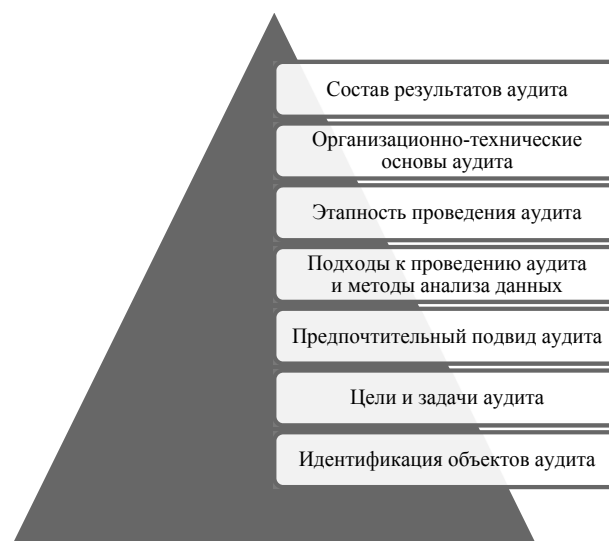 Состав результатов аудита
Организационно-технические
основы аудита
Этапность проведения аудита
Подходы к проведению аудита
и методы анализа данных
Предпочтительный подвид аудита
Цели и задачи аудита
Идентификация объектов аудита